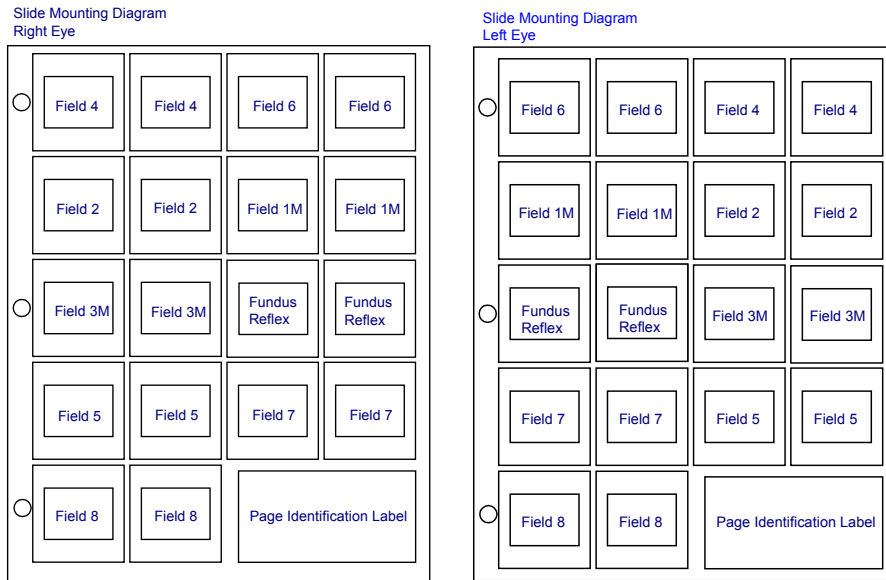 Slide Mounting Diagram
Right Eye
Field 4 Field 4 Field 6 Field 6
Field 2 Field 2 Field 1M Field 1M
Field 3M Field 3M Fundus Reflex Fundus Reflex
Field 5 Field 5 Field 7 Field 7
Field 8 Field 8 Page Identification Label
Slide Mounting Diagram
Left Eye
Field 6 Field 6 Field 4 Field 4
Field 1M Field 1M Field 2 Field 2
Fundus Reflex Fundus Reflex Field 3M Field 3M
Field 7 Field 7 Field 5 Field 5
Field 8 Field 8 Page Identification Label